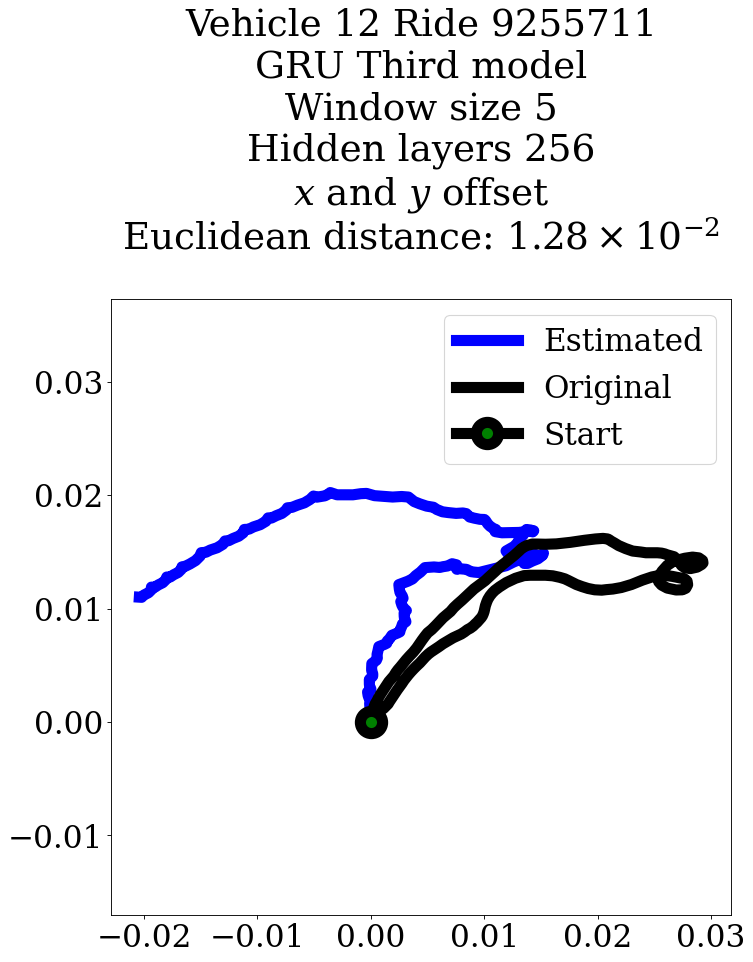 Vehicle 12 Ride 9255711
GRU Third model
Window size 5
Hidden layers 256
x and y offset
Euclidean distance: 1.28 × 10⁻²
Estimated
Original
Start
0.03
0.02
0.01
0.00
−0.01
−0.02 −0.01 0.00 0.01 0.02 0.03